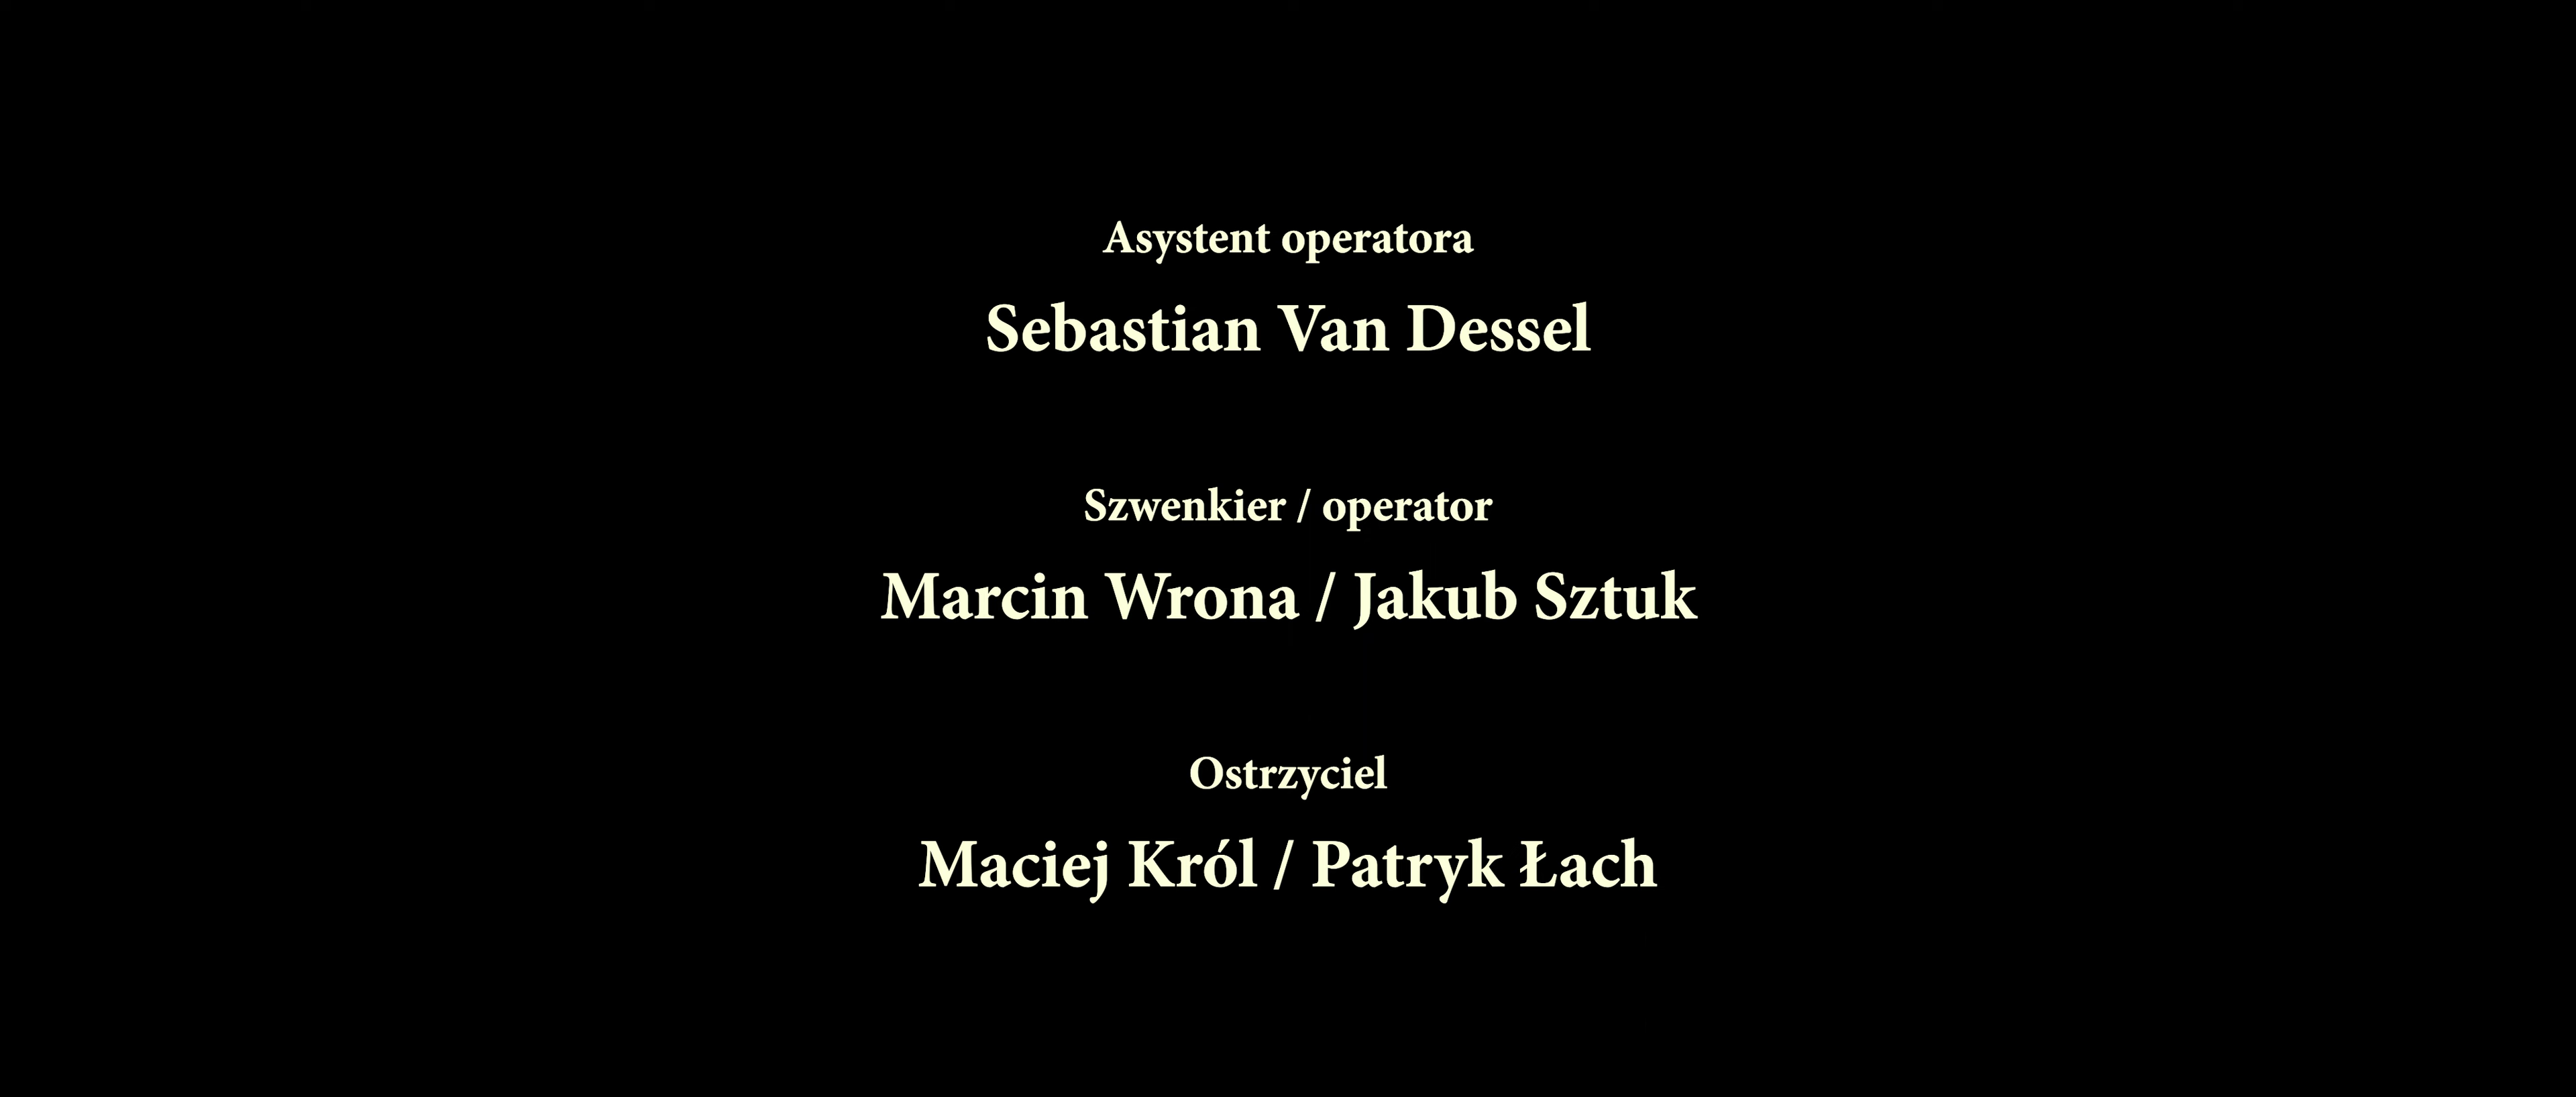 Asystent operatora
Sebastian Van Dessel
Szwenkier / operator
Marcin Wrona / Jakub Sztuk
Ostrzyciel
Maciej Król / Patryk Łach